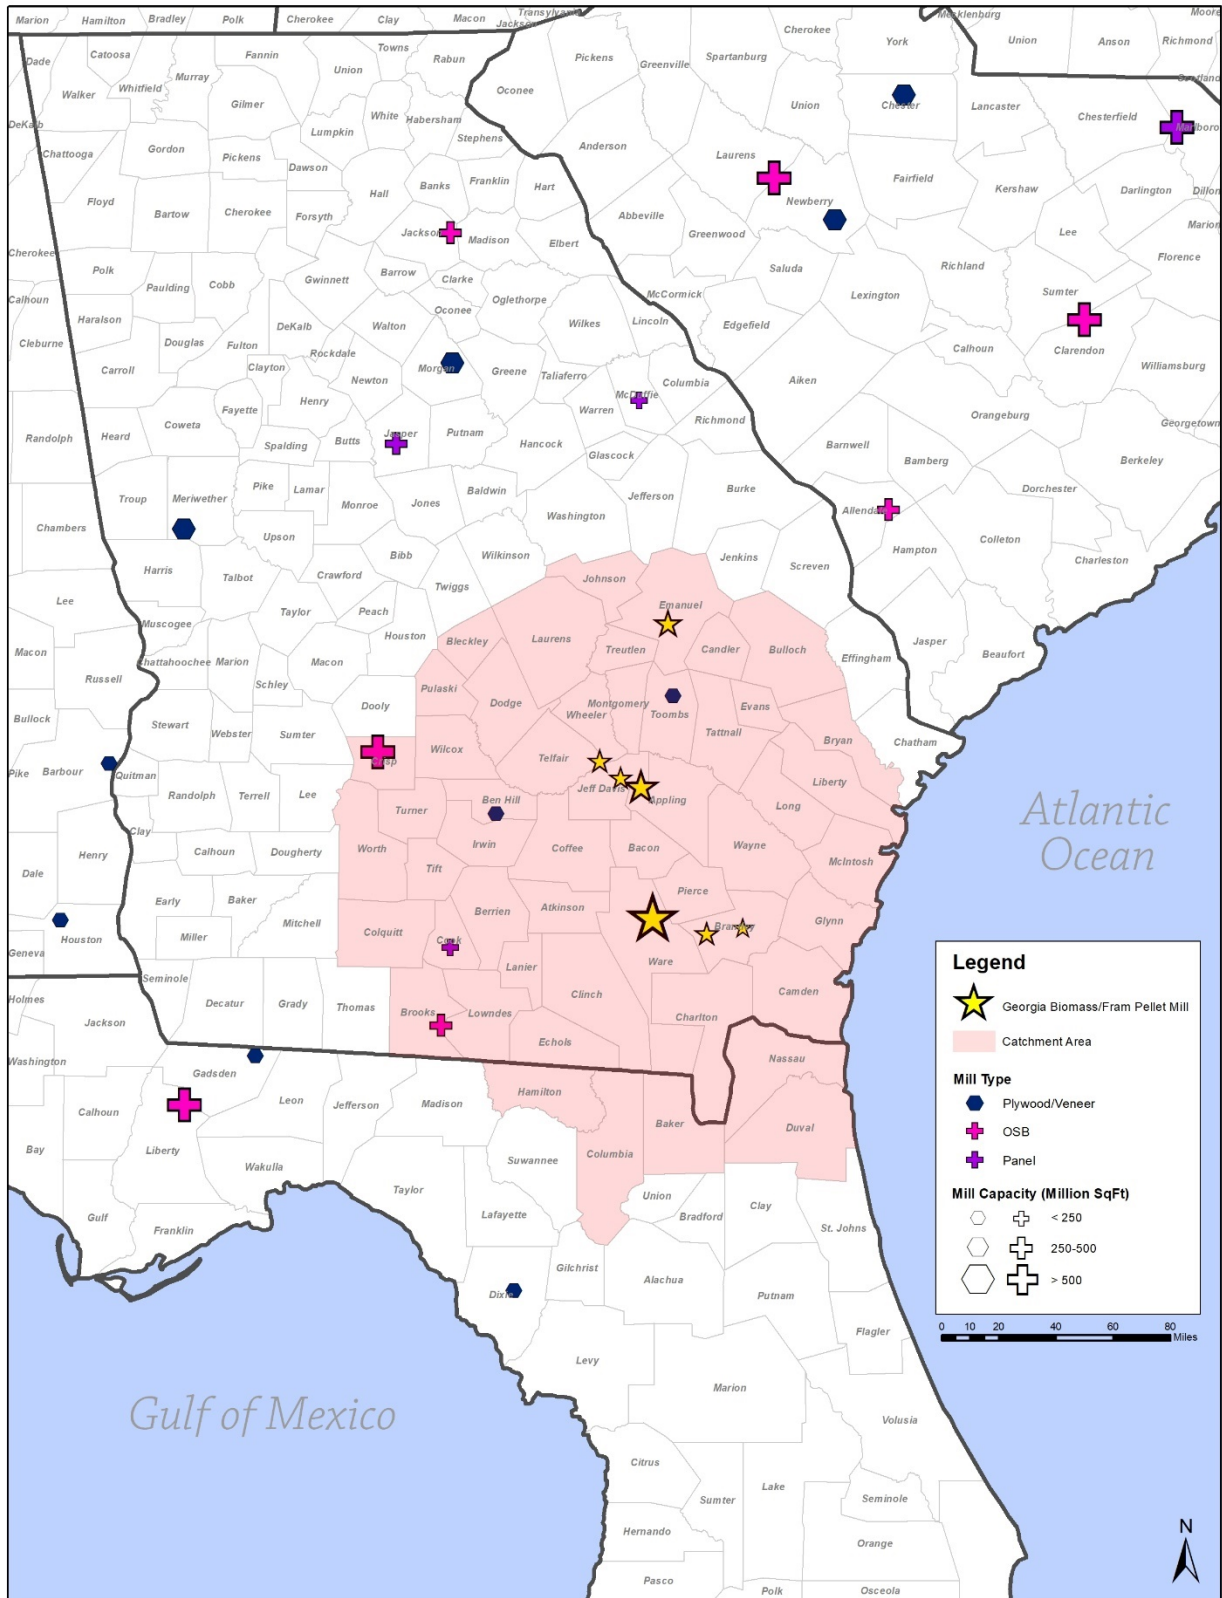 Marion
Hamilton
Bradley
Polk
Cherokee
Clay
Macon
Jackson
Transylvania
Mecklenburg
Moore
Dade
Catoosa
Fannin
Towns
Rabun
Pickens
Greenville
Spartanburg
Cherokee
York
Union
Anson
Richmond
Scotland
Walker
Whitfield
Murray
Gilmer
Union
White
Habersham
Stephens
Oconee
Anderson
Union
Chester
Lancaster
Chesterfield
Marlboro
DeKalb
Chattooga
Gordon
Pickens
Lumpkin
Dawson
Hall
Banks
Franklin
Hart
Laurens
Newberry
Fairfield
Kershaw
Darlington
Dillon
Floyd
Bartow
Cherokee
Forsyth
Jackson
Madison
Elbert
Abbeville
Greenwood
Saluda
Richland
Lee
Marion
Florence
Cherokee
Polk
Paulding
Cobb
Gwinnett
Barrow
Clarke
Oconee
Oglethorpe
Wilkes
Lincoln
McCormick
Edgefield
Lexington
Sumter
Calhoun
Haralson
Douglas
Fulton
DeKalb
Walton
Rockdale
Cleburne
Carroll
Clayton
Newton
Morgan
Greene
Taliaferro
McDuffie
Columbia
Aiken
Calhoun
Clarendon
Williamsburg
Fayette
Henry
Warren
Richmond
Orangeburg
Georgetown
Randolph
Heard
Coweta
Spalding
Butts
Jasper
Putnam
Hancock
Glascock
Barnwell
Bamberg
Berkeley
Troup
Meriwether
Pike
Lamar
Monroe
Jones
Baldwin
Washington
Jefferson
Burke
Allendale
Dorchester
Chambers
Upson
Bibb
Wilkinson
Jenkins
Screven
Hampton
Colleton
Charleston
Harris
Talbot
Crawford
Twiggs
Johnson
Lee
Taylor
Peach
Houston
Emanuel
Muscogee
Bleckley
Laurens
Treutlen
Candler
Bulloch
Effingham
Jasper
Beaufort
Macon
Chattahoochee
Marion
Macon
Russell
Schley
Dooly
Pulaski
Dodge
Montgomery
Wheeler
Toombs
Evans
Bullock
Stewart
Webster
Sumter
Wilcox
Telfair
Tattnall
Bryan
Chatham
Pike
Barbour
Quitman
Crisp
Randolph
Terrell
Lee
Turner
Ben Hill
Jeff Davis
Appling
Long
Liberty
Atlantic
Ocean
Clay
Henry
Calhoun
Dougherty
Worth
Irwin
Coffee
Bacon
Wayne
McIntosh
Dale
Tift
Early
Baker
Mitchell
Berrien
Atkinson
Pierce
Glynn
Houston
Miller
Colquitt
Cook
Brantley
Geneva
Lanier
Ware
Seminole
Decatur
Grady
Thomas
Brooks
Lowndes
Clinch
Charlton
Camden
Holmes
Jackson
Echols
Washington
Gadsden
Nassau
Calhoun
Leon
Jefferson
Madison
Hamilton
Baker
Duval
Bay
Liberty
Wakulla
Suwannee
Columbia
Taylor
Union
Clay
Gulf
Franklin
Lafayette
Bradford
St. Johns
Gilchrist
Alachua
Dixie
Putnam
Flagler
Levy
Marion
Volusia
Gulf of Mexico
Citrus
Lake
Sumter
Seminole
Hernando
Orange
Pasco
Polk
Osceola
Legend
Georgia Biomass/Fram Pellet Mill
Catchment Area
Mill Type
Plywood/Veneer
OSB
Panel
Mill Capacity (Million SqFt)
< 250
250-500
> 500
0 10 20 40 60 80
Miles
N